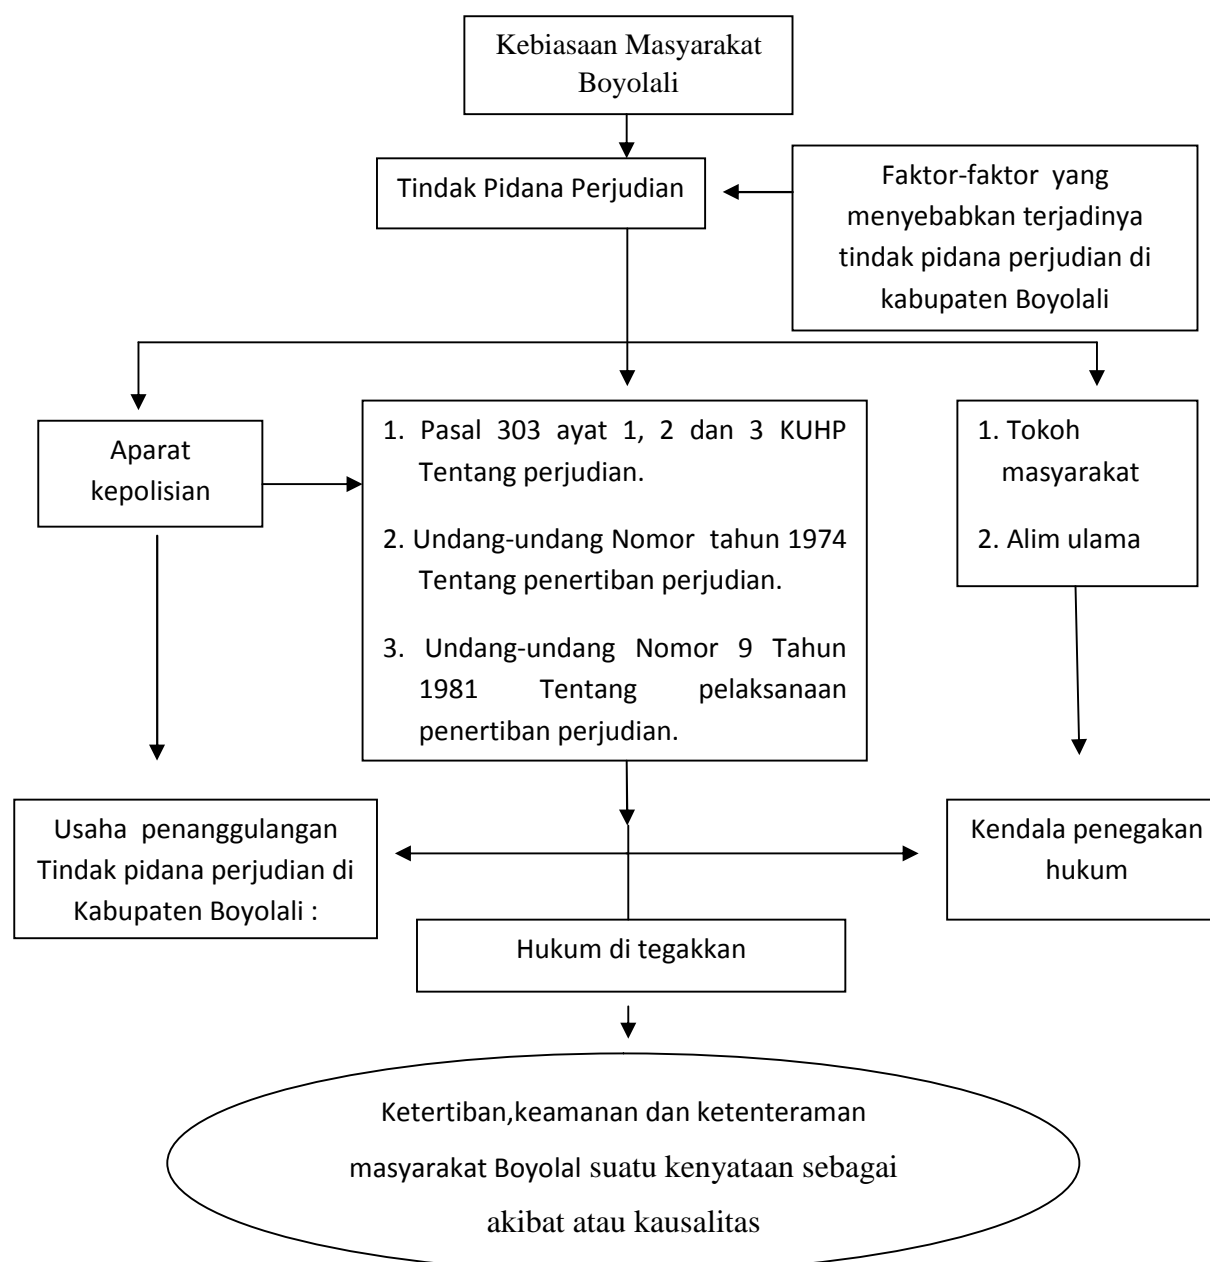 Kebiasaan Masyarakat
Boyolali
Tindak Pidana Perjudian
Faktor-faktor yang
menyebabkan terjadinya
tindak pidana perjudian di
kabupaten Boyolali
Aparat
kepolisian
1. Pasal 303 ayat 1, 2 dan 3 KUHP
Tentang perjudian.
2. Undang-undang Nomor tahun 1974
Tentang penertiban perjudian.
3. Undang-undang Nomor 9 Tahun
1981 Tentang pelaksanaan
penertiban perjudian.
1. Tokoh
masyarakat
2. Alim ulama
Usaha penanggulangan
Tindak pidana perjudian di
Kabupaten Boyolali :
Kendala penegakan
hukum
Hukum di tegakkan
Ketertiban,keamanan dan ketenteraman
masyarakat Boyolal suatu kenyataan sebagai
akibat atau kausalitas